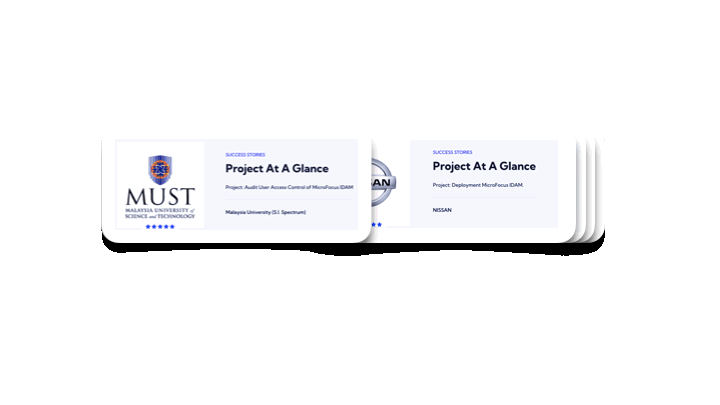 MUST
MALAYSIA UNIVERSITY of
SCIENCE and TECHNOLOGY
SUCCESS STORIES
Project At A Glance
Project: Audit User Access Control of MicroFocus IDAM
Malaysia University (S.I Spectrum)
SAN
SUCCESS STORIES
Project At A Glance
Project: Deployment MicroFocus IDAM.
NISSAN